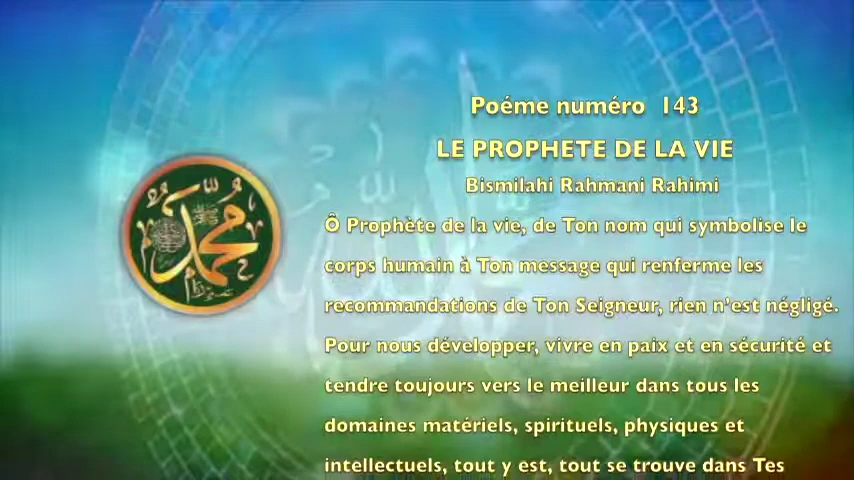 Poéme numéro 143
LE PROPHETE DE LA VIE
Bismilahi Rahmani Rahimi
Ô Prophète de la vie, de Ton nom qui symbolise le
corps humain à Ton message qui renferme les
recommandations de Ton Seigneur, rien n'est négligé.
Pour nous développer, vivre en paix et en sécurité et
tendre toujours vers le meilleur dans tous les
domaines matériels, spirituels, physiques et
intellectuels, tout y est, tout se trouve dans Tes
محمد